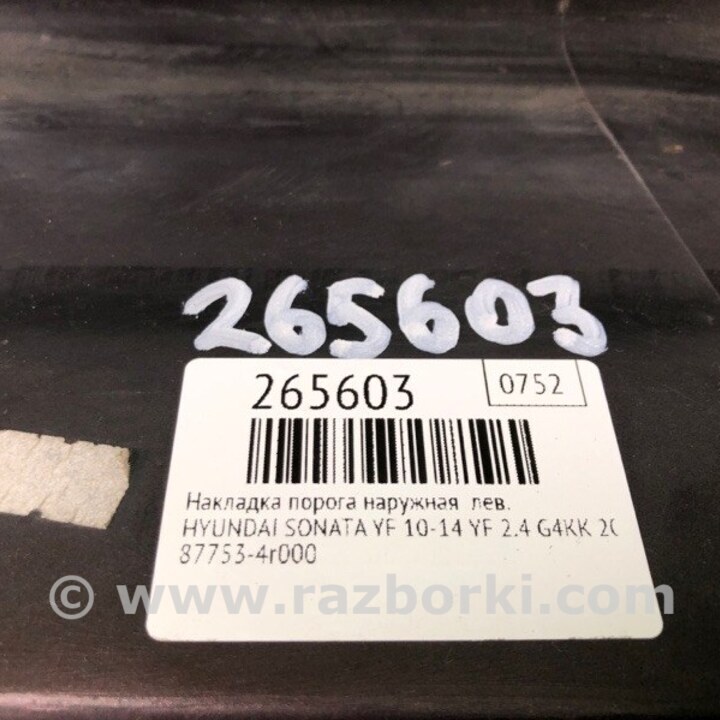 265603
265603 0752
Накладка порога наружная лев.
HYUNDAI SONATA YF 10-14 YF 2.4 G4KK
87753-4r000
© www.razborki.com